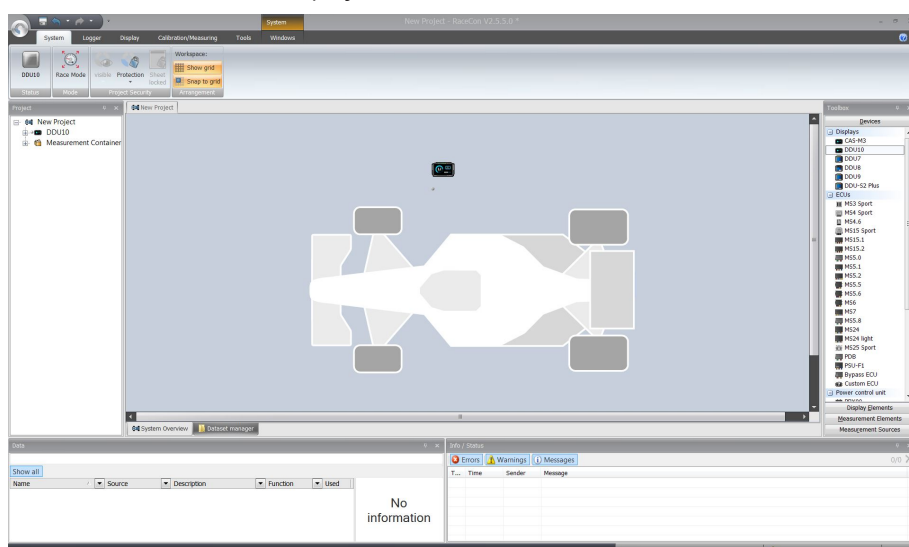 System
New Project - RaceCon V2.5.5.0 *
System Logger Display Calibration/Measuring Tools Windows
DDU10
Race Mode
visible
Protection
Sheet locked
Workspace:
Show grid
Snap to grid
Status
Mode
Project Security
Arrangement
Project
New Project
DDU10
Measurement Container
New Project
System Overview
Dataset manager
Toolbox
Devices
Displays
CAS-M3
DDU10
DDU7
DDU8
DDU9
DDU-S2 Plus
ECUs
MS3 Sport
MS4 Sport
MS4.6
MS15 Sport
MS15.1
MS15.2
MS5.0
MS5.1
MS5.2
MS5.5
MS5.6
MS6
MS7
MS5.8
MS24
MS24 light
MS25 Sport
PDB
PSU-F1
Bypass ECU
Custom ECU
Power control unit
Display Elements
Measurement Elements
Measurement Sources
Data
Show all
Name Source Description Function Used
No
information
Info / Status
Errors Warnings Messages
0/0
T... Time Sender Message